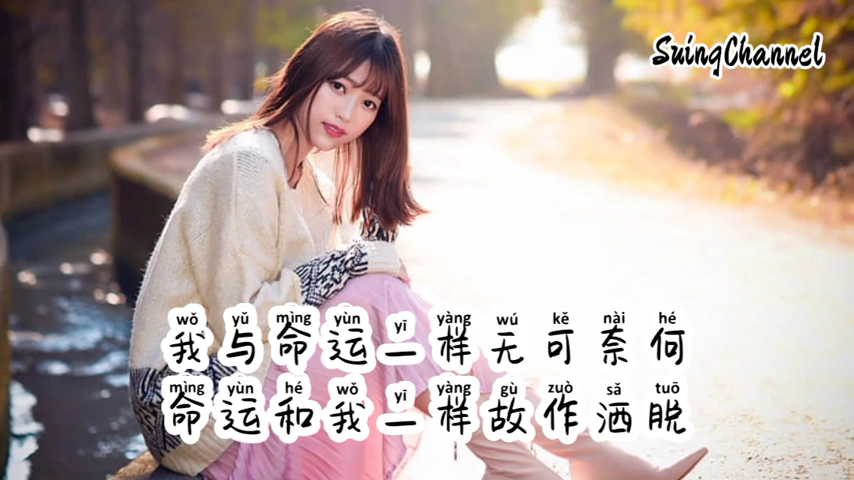 SuingChannel
wǒ yǔ mìng yùn yī yàng wú kě nài hé
我与命运一样无可奈何
mìng yùn hé wǒ yī yàng gù zuò sǎ tuō
命运和我一样故作洒脱